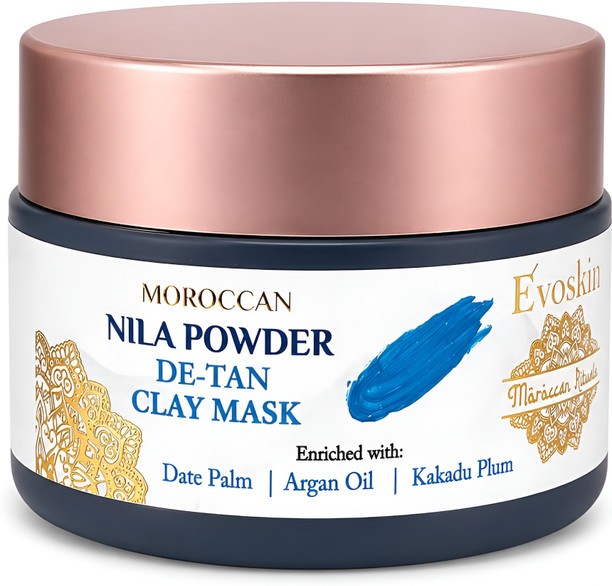 Evoskin
Moroccan Rituals
MOROCCAN
NILA POWDER
DE-TAN
CLAY MASK
Enriched with:
Date Palm | Argan Oil | Kakadu Plum